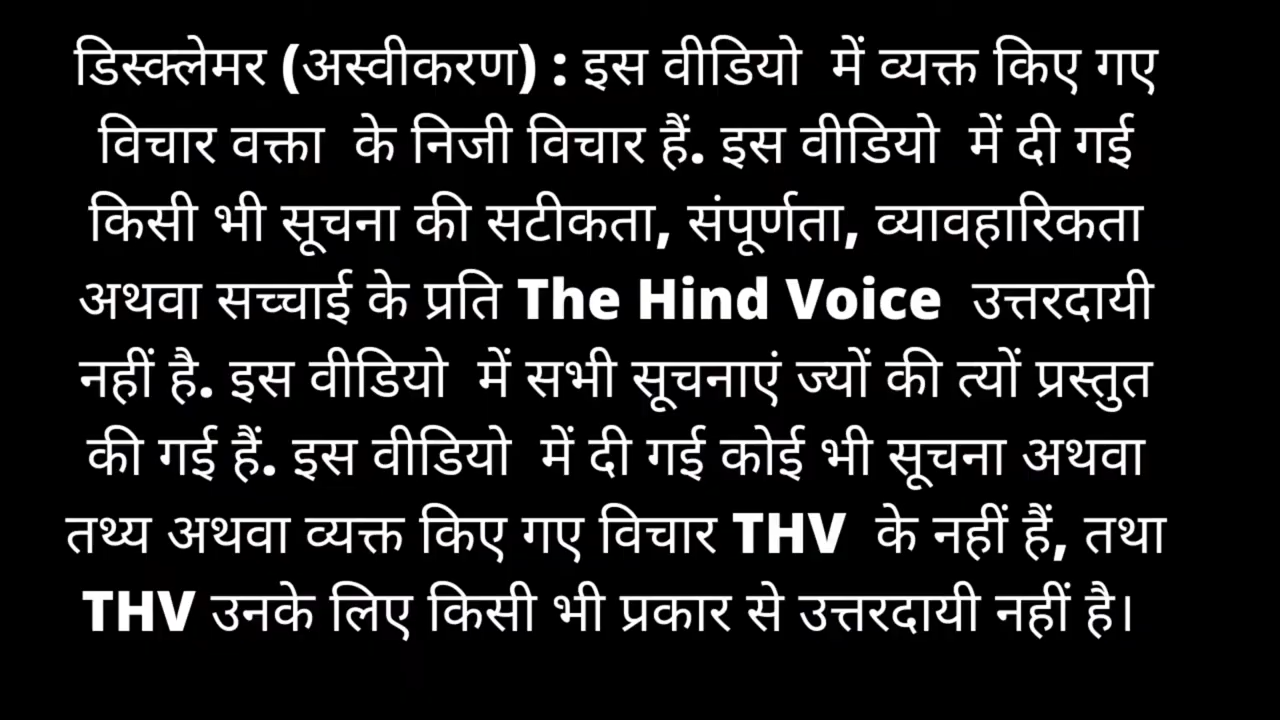 डिस्क्लेमर (अस्वीकरण) : इस वीडियो में व्यक्त किए गए
विचार वक्ता के निजी विचार हैं. इस वीडियो में दी गई
किसी भी सूचना की सटीकता, संपूर्णता, व्यावहारिकता
अथवा सच्चाई के प्रति The Hind Voice उत्तरदायी
नहीं है. इस वीडियो में सभी सूचनाएं ज्यों की त्यों प्रस्तुत
की गई हैं. इस वीडियो में दी गई कोई भी सूचना अथवा
तथ्य अथवा व्यक्त किए गए विचार THV के नहीं हैं, तथा
THV उनके लिए किसी भी प्रकार से उत्तरदायी नहीं है।